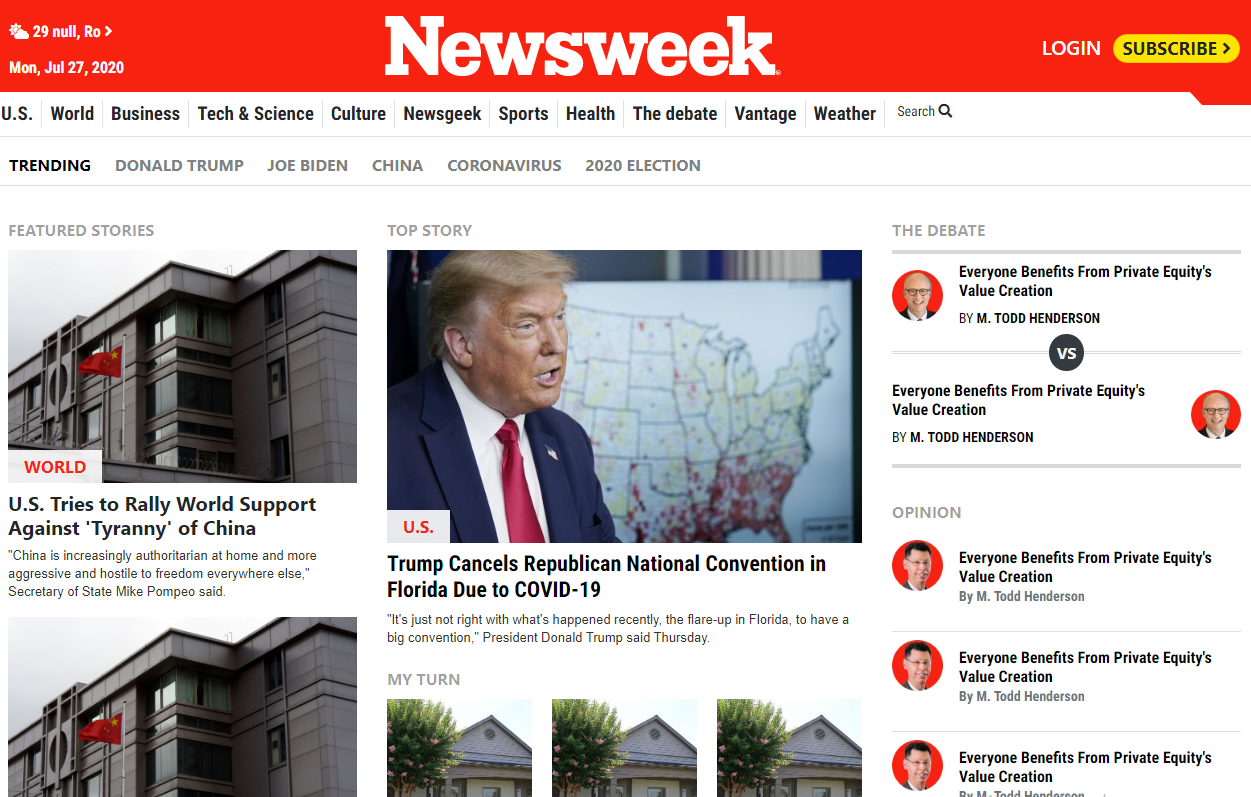 29 null, Ro
Mon, Jul 27, 2020
Newsweek
LOGIN
SUBSCRIBE
U.S.
World
Business
Tech & Science
Culture
Newsgeek
Sports
Health
The debate
Vantage
Weather
Search
TRENDING
DONALD TRUMP
JOE BIDEN
CHINA
CORONAVIRUS
2020 ELECTION
FEATURED STORIES
WORLD
U.S. Tries to Rally World Support
Against 'Tyranny' of China
"China is increasingly authoritarian at home and more
aggressive and hostile to freedom everywhere else,"
Secretary of State Mike Pompeo said.
TOP STORY
U.S.
Trump Cancels Republican National Convention in
Florida Due to COVID-19
"It's just not right with what's happened recently, the flare-up in Florida, to have a
big convention," President Donald Trump said Thursday.
MY TURN
THE DEBATE
Everyone Benefits From Private Equity's
Value Creation
BY M. TODD HENDERSON
VS
Everyone Benefits From Private Equity's
Value Creation
BY M. TODD HENDERSON
OPINION
Everyone Benefits From Private Equity's
Value Creation
By M. Todd Henderson
Everyone Benefits From Private Equity's
Value Creation
By M. Todd Henderson
Everyone Benefits From Private Equity's
Value Creation
By M. Todd Henderson